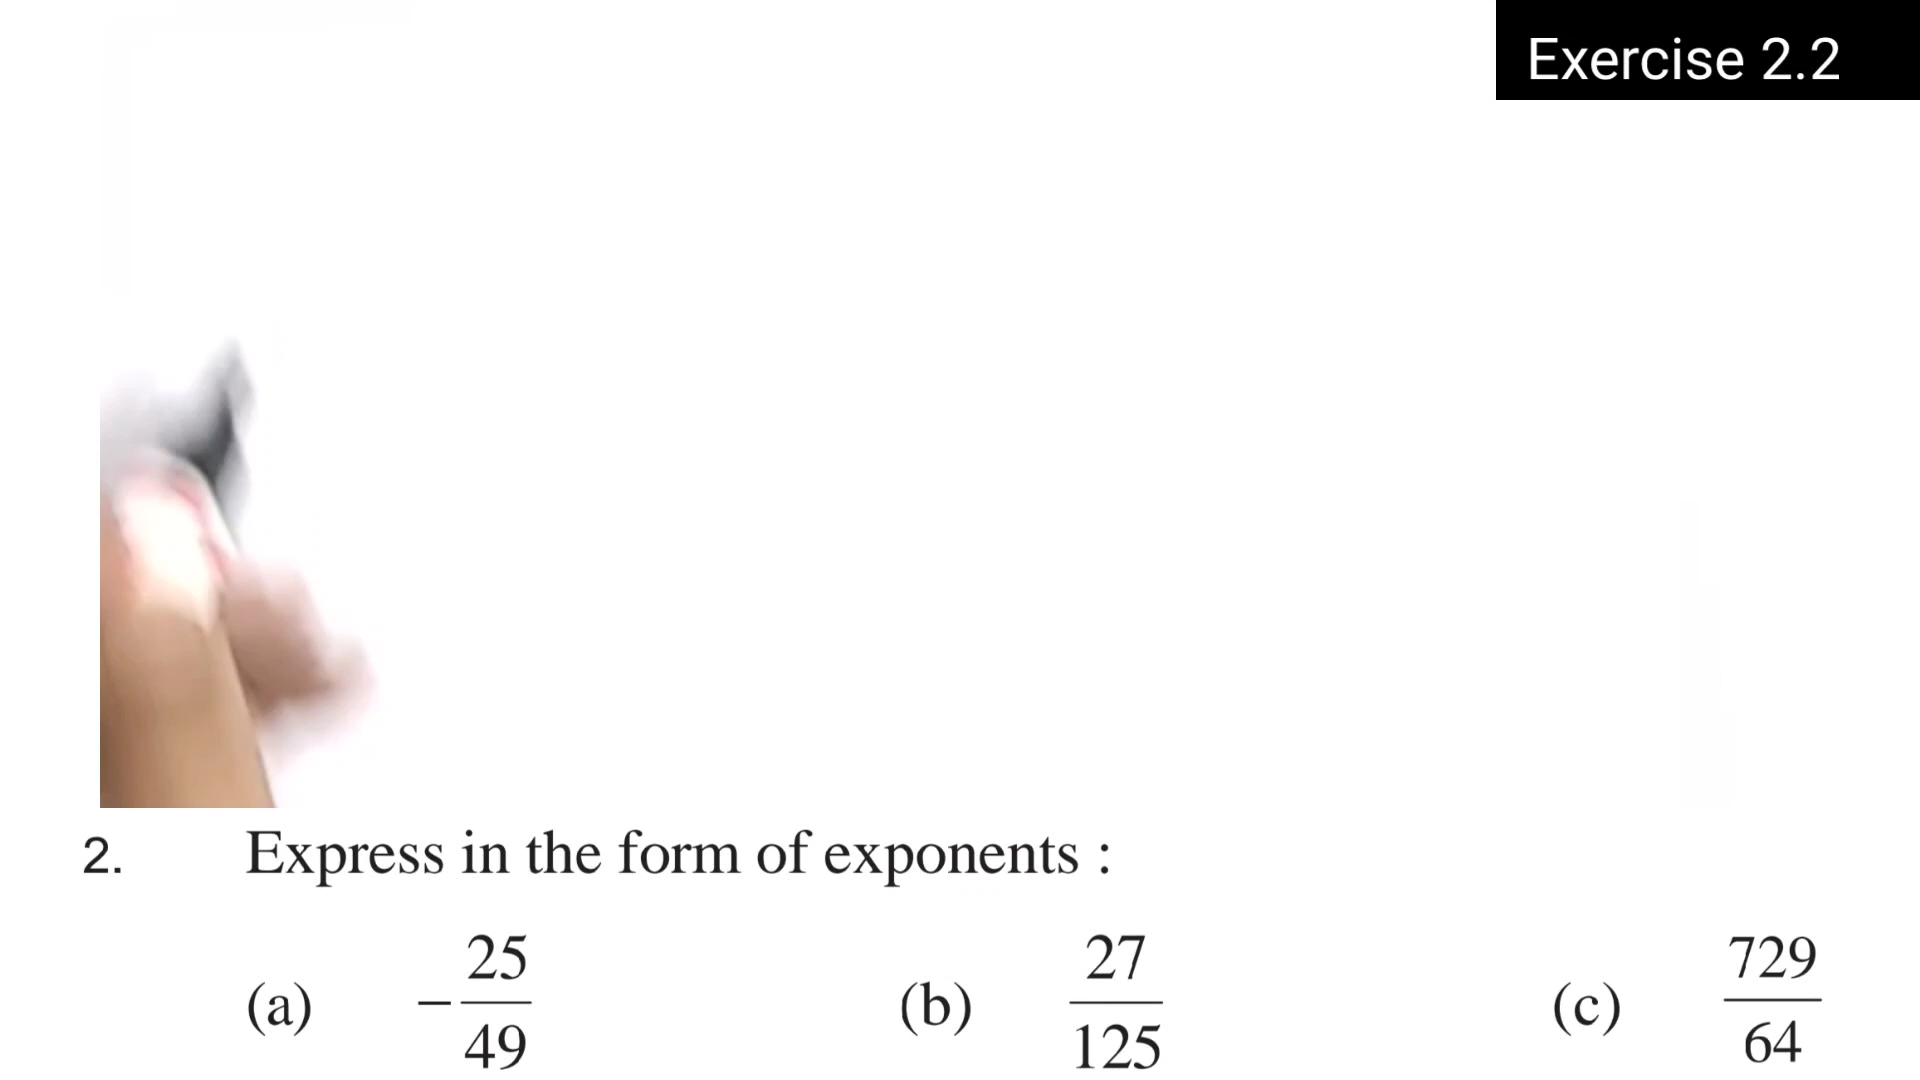 Exercise 2.2
2. Express in the form of exponents :
(a) −25/49 (b) 27/125 (c) 729/64